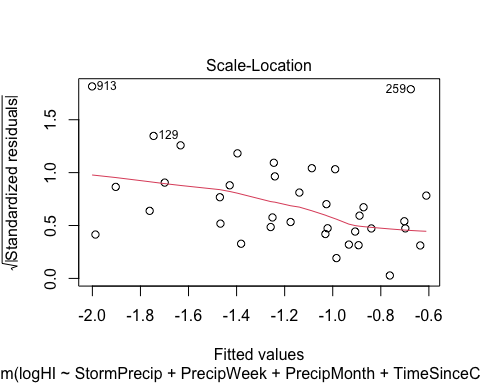 Scale-Location
913
259
129
√|Standardized residuals|
0.0 0.5 1.0 1.5
-2.0 -1.8 -1.6 -1.4 -1.2 -1.0 -0.8 -0.6
Fitted values
m(logHI ~ StormPrecip + PrecipWeek + PrecipMonth + TimeSinceC